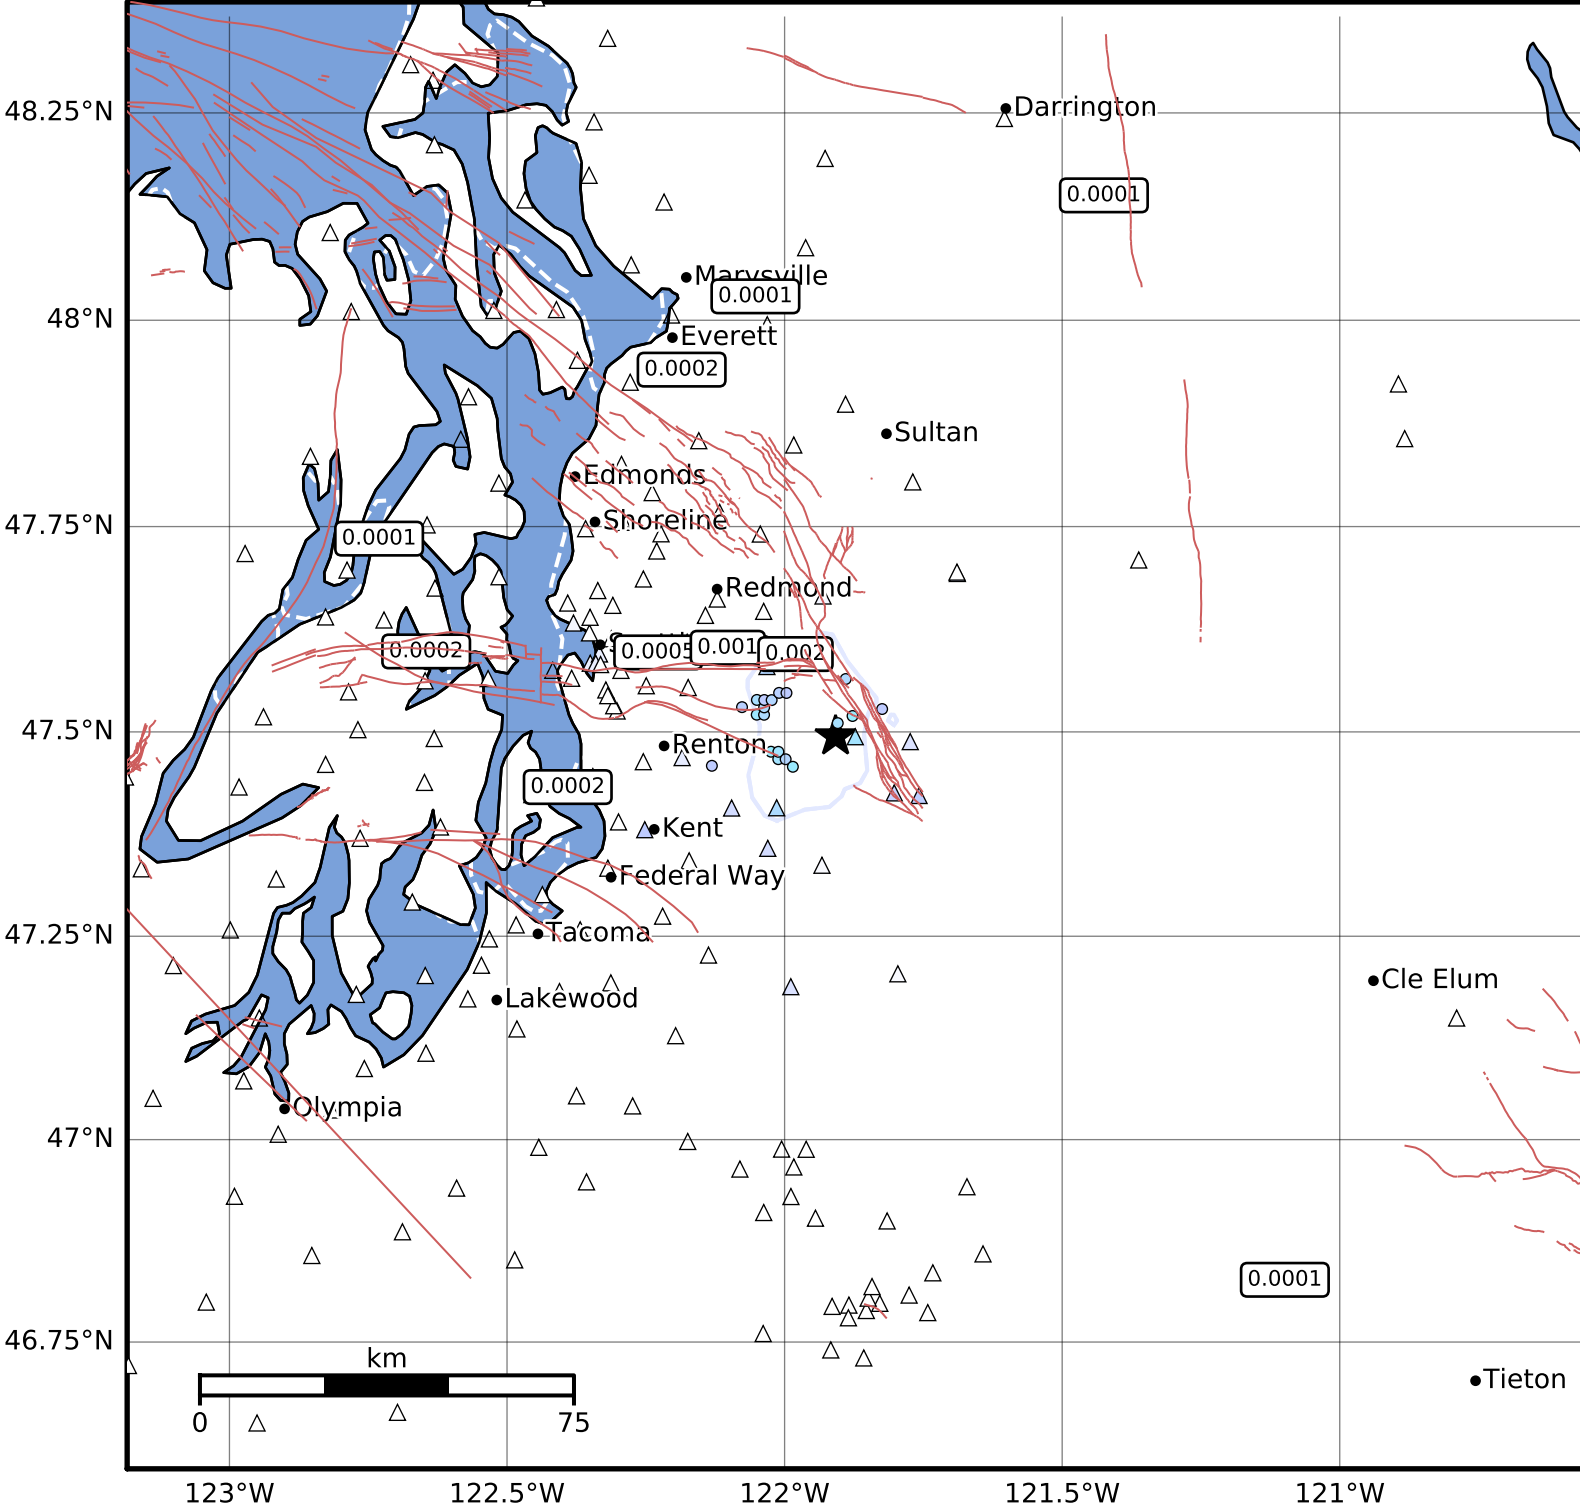 48.25°N
Darrington
0.0001
Marysville
0.0001
48°N
Everett
0.0002
Sultan
Edmonds
47.75°N
Shoreline
0.0001
Redmond
0.0002
0.0005
0.001
0.002
47.5°N
Renton
0.0002
Kent
Federal Way
47.25°N
Tacoma
Cle Elum
Lakewood
Olympia
47°N
0.0001
46.75°N
km
Tieton
0
75
123°W
122.5°W
122°W
121.5°W
121°W